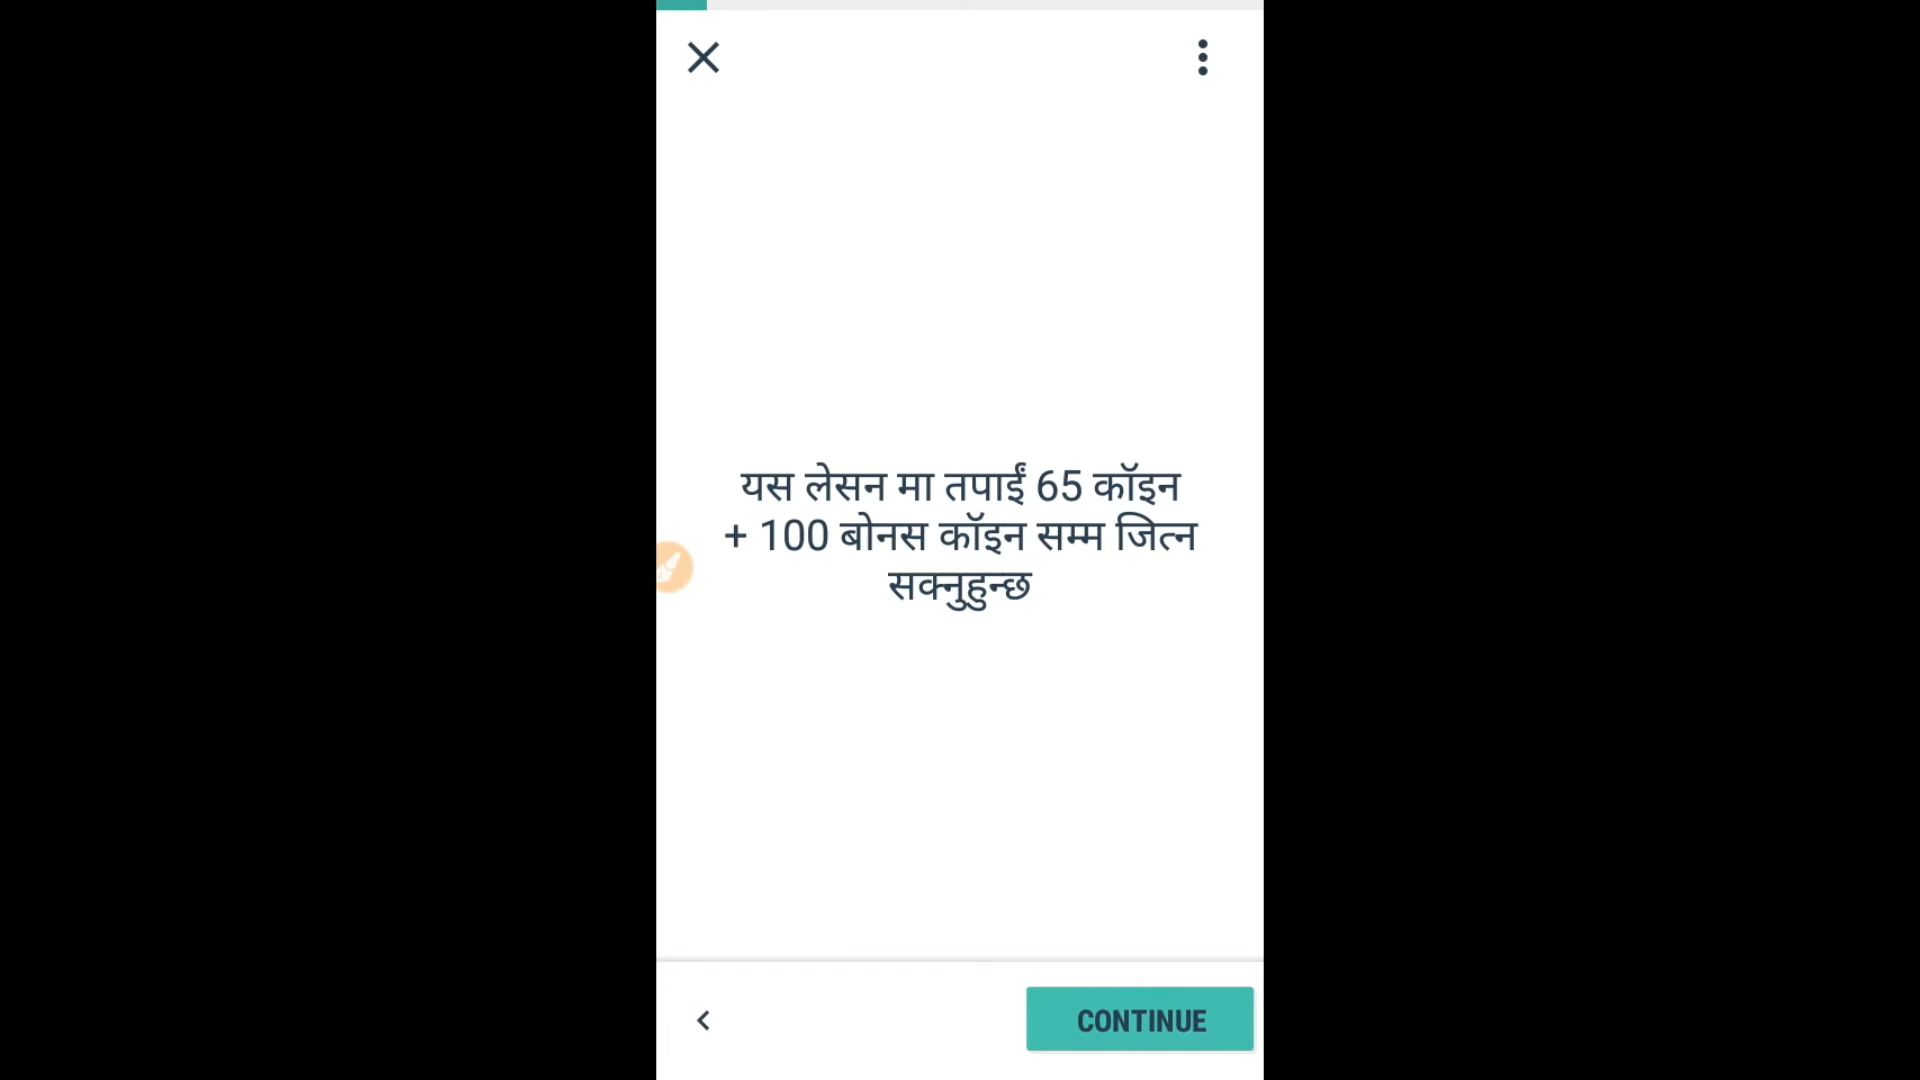 यस लेसन मा तपाईं 65 कॉइन
+ 100 बोनस कॉइन सम्म जित्न
सक्नुहुन्छ
CONTINUE